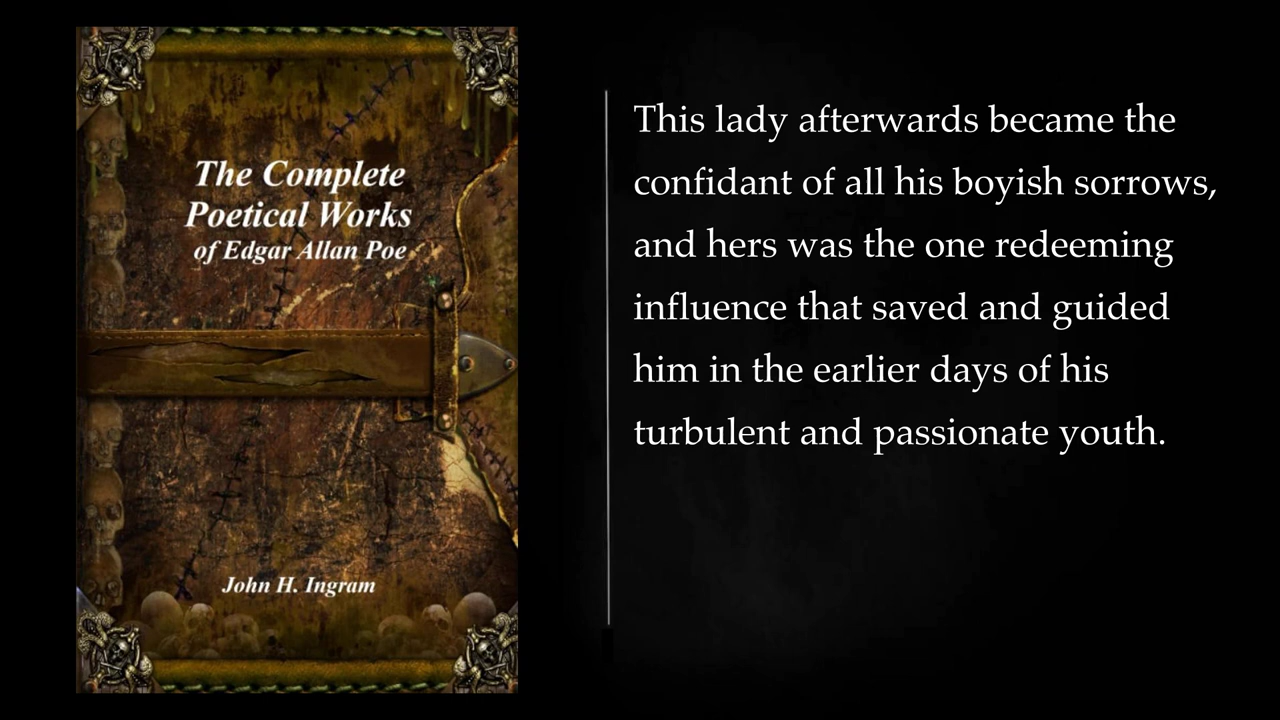 The Complete
Poetical Works
of Edgar Allan Poe
John H. Ingram
This lady afterwards became the
confidant of all his boyish sorrows,
and hers was the one redeeming
influence that saved and guided
him in the earlier days of his
turbulent and passionate youth.